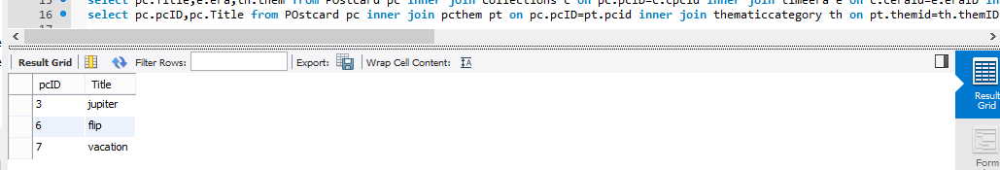 15 select pc.Title,e.era,th.them from POstcard pc inner join collections c on pc.pcID=c.cpcid inner join timeera e on c.ceraid=e.eraID in
16 select pc.pcID,pc.Title from POstcard pc inner join pcthem pt on pc.pcID=pt.pcid inner join thematiccategory th on pt.themid=th.themID
Result Grid Filter Rows: Export: Wrap Cell Content: IA
pcID Title
3 jupiter
6 flip
7 vacation
Result
Grid
Form